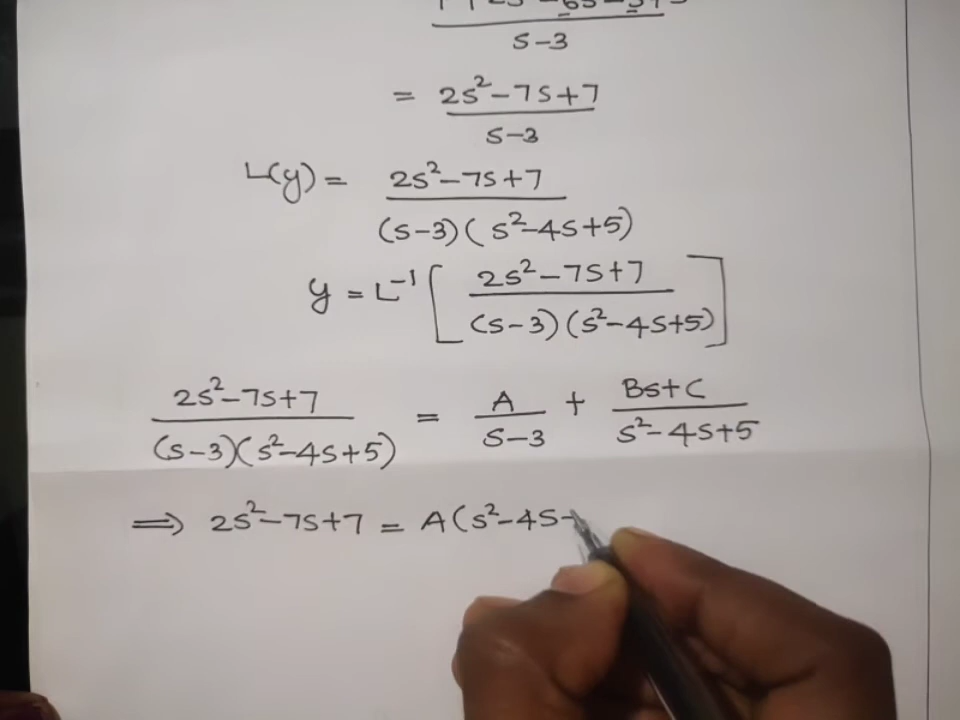 s-3
= 2s²-7s+7
s-3
L(y) = 2s²-7s+7
(s-3)(s²-4s+5)
y = L⁻¹[ 2s²-7s+7
(s-3)(s²-4s+5) ]
2s²-7s+7 = A + Bs+C
(s-3)(s²-4s+5) s-3 s²-4s+5
⟹ 2s²-7s+7 = A(s²-4s-